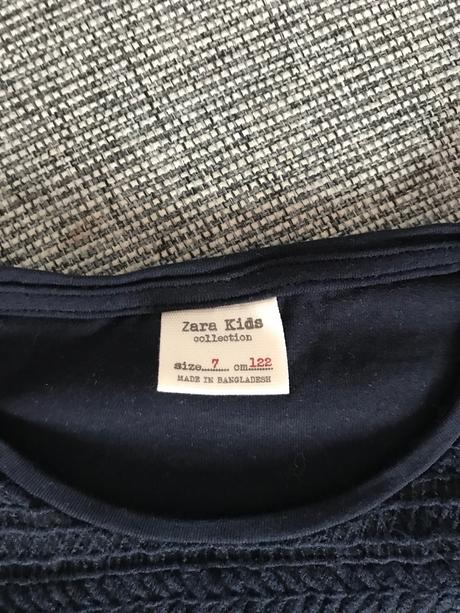 Zara Kids
collection
size........7........ cm.122.
MADE IN BANGLADESH